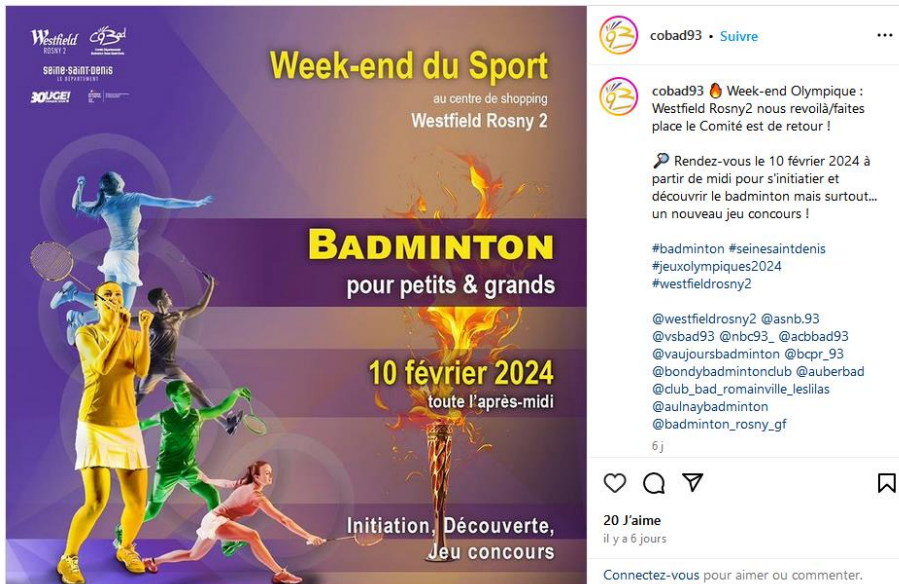 Westfield
ROSNY 2
93Bad
seine-saint-denis
LE DÉPARTEMENT
30UGE!
Week-end du Sport
au centre de shopping
Westfield Rosny 2
BADMINTON
pour petits & grands
10 février 2024
toute l'après-midi
Initiation, Découverte,
Jeu concours
cobad93 • Suivre
cobad93 🔥 Week-end Olympique :
Westfield Rosny2 nous revoilà/faites
place le Comité est de retour !
🔎 Rendez-vous le 10 février 2024 à
partir de midi pour s'initiatier et
découvrir le badminton mais surtout...
un nouveau jeu concours !
#badminton #seinesaintdenis
#jeuxolympiques2024
#westfieldrosny2
@westfieldrosny2 @asnb.93
@vsbad93 @nbc93_ @acbbad93
@vaujoursbadminton @bcpr_93
@bondybadmintonclub @auberbad
@club_bad_romainville_leslilas
@aulnaybadminton
@badminton_rosny_gf
6 j
20 J'aime
il y a 6 jours
Connectez-vous pour aimer ou commenter.